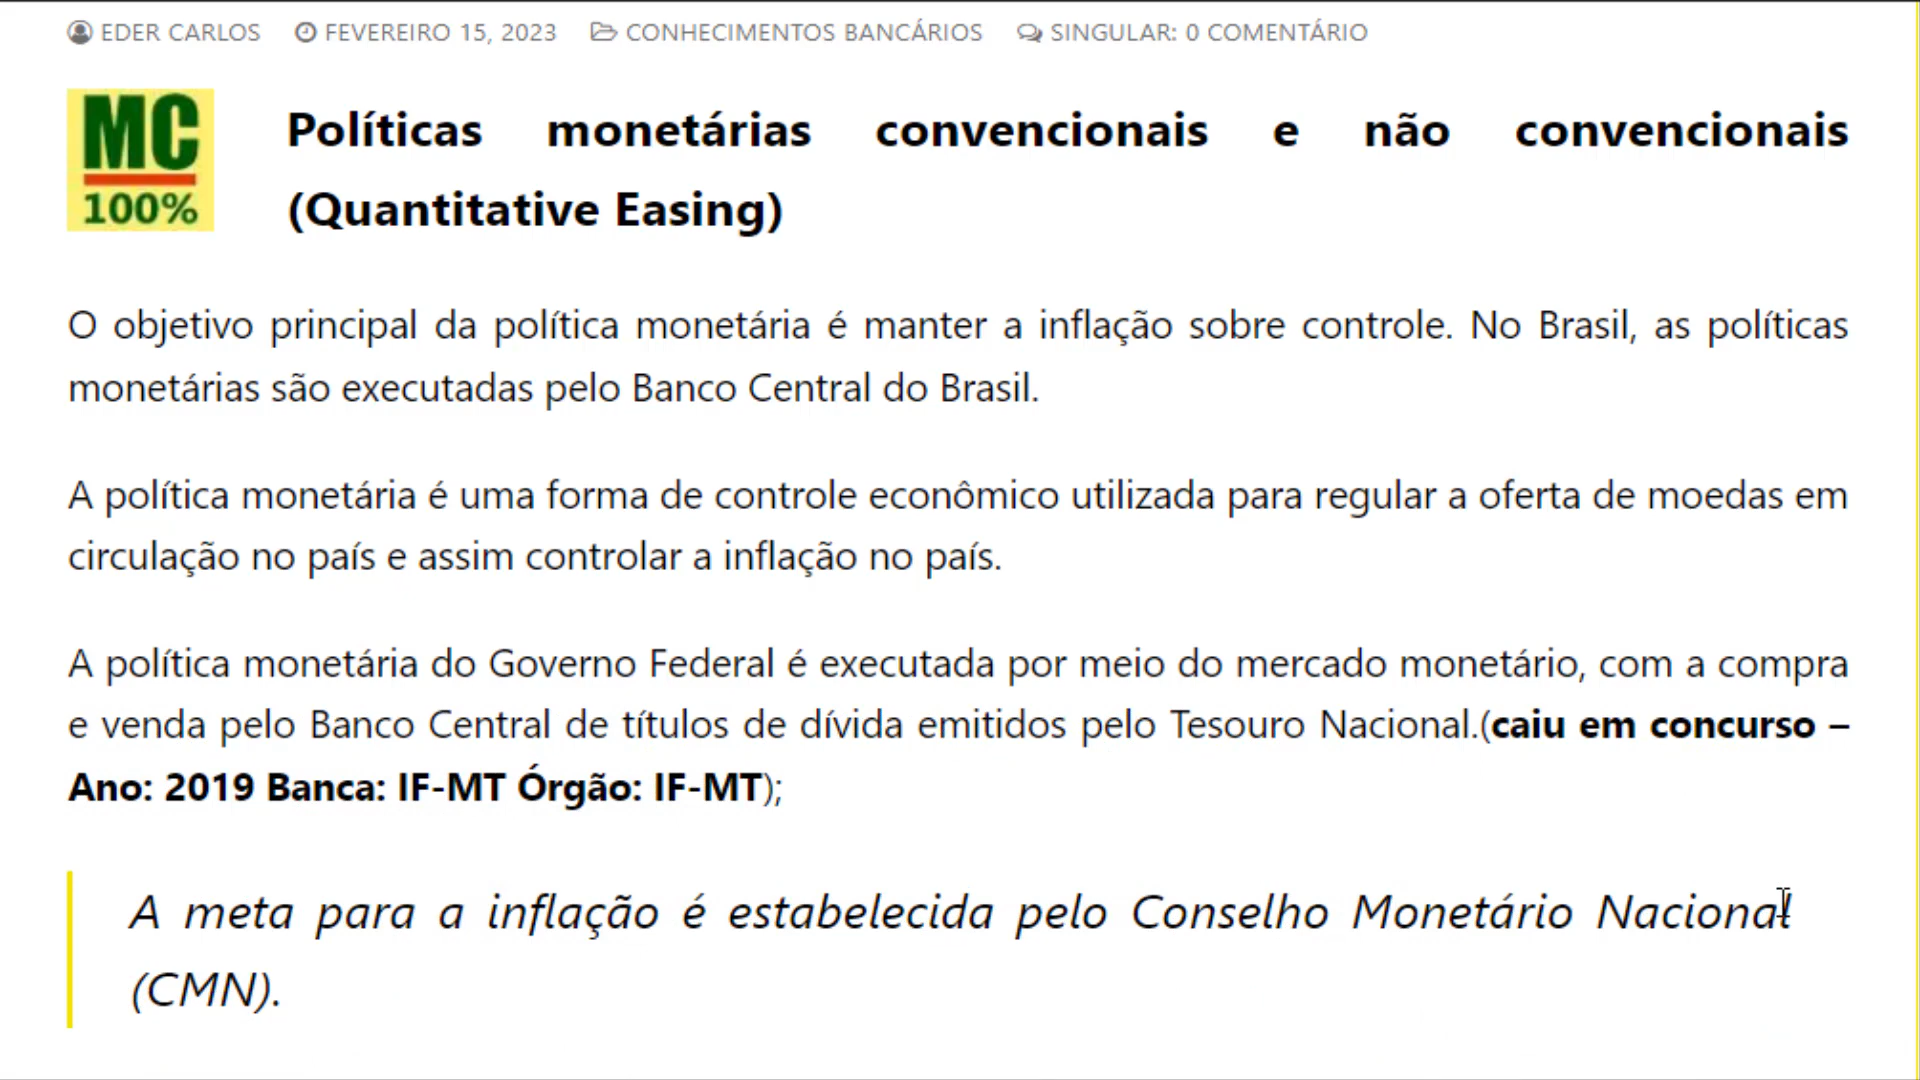 EDER CARLOS FEVEREIRO 15, 2023 CONHECIMENTOS BANCÁRIOS SINGULAR: 0 COMENTÁRIO
MC
100%
Políticas monetárias convencionais e não convencionais
(Quantitative Easing)
O objetivo principal da política monetária é manter a inflação sobre controle. No Brasil, as políticas
monetárias são executadas pelo Banco Central do Brasil.
A política monetária é uma forma de controle econômico utilizada para regular a oferta de moedas em
circulação no país e assim controlar a inflação no país.
A política monetária do Governo Federal é executada por meio do mercado monetário, com a compra
e venda pelo Banco Central de títulos de dívida emitidos pelo Tesouro Nacional.(caiu em concurso –
Ano: 2019 Banca: IF-MT Órgão: IF-MT);
A meta para a inflação é estabelecida pelo Conselho Monetário Nacional
(CMN).